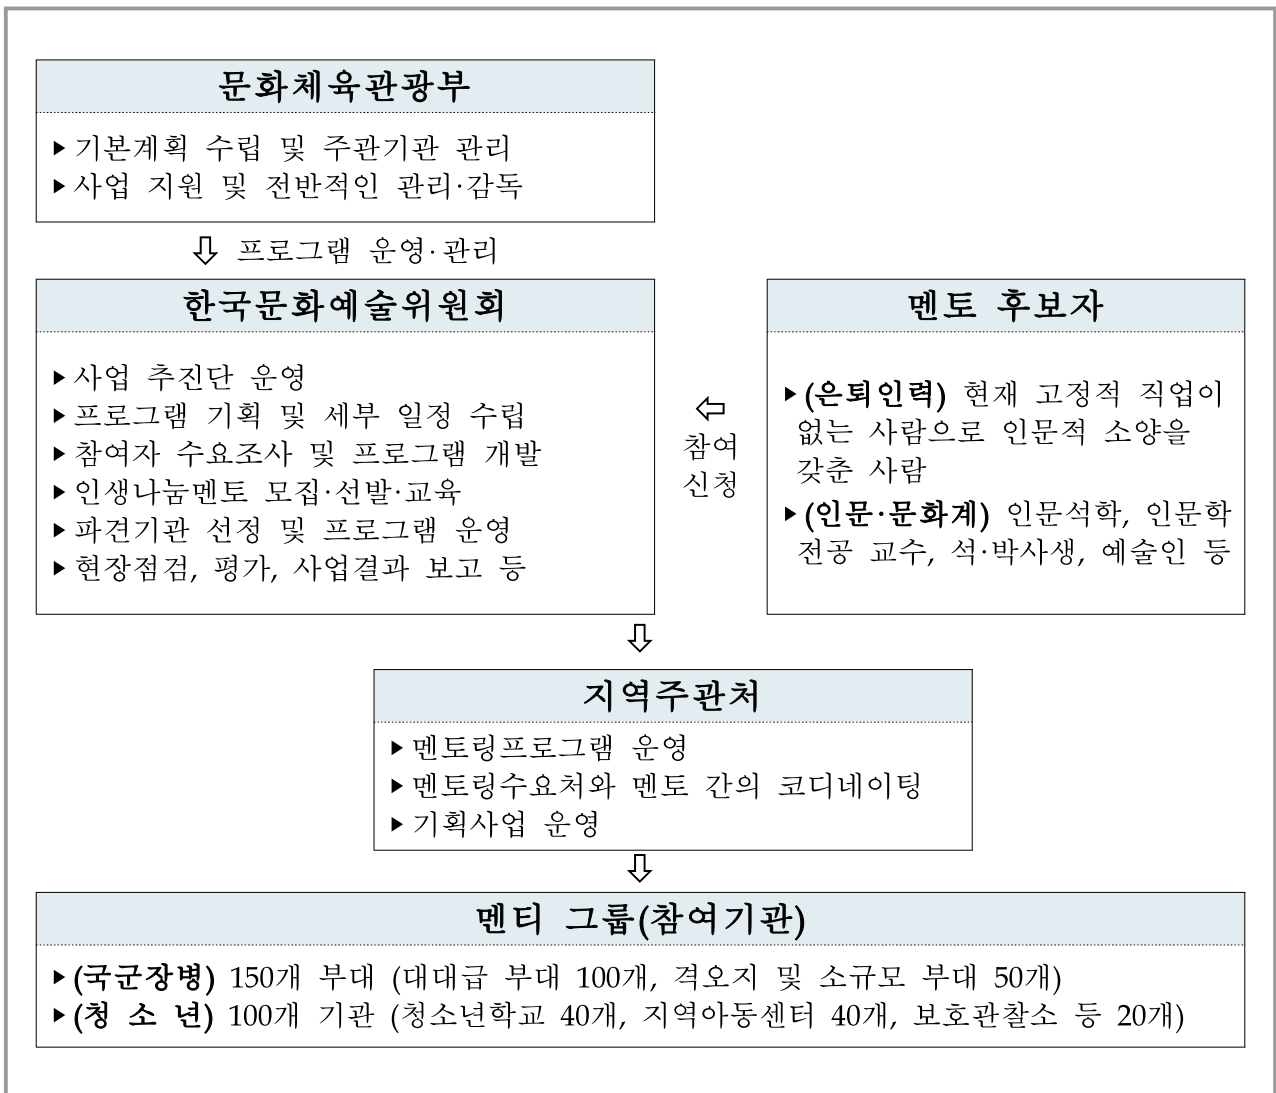 문화체육관광부
▶기본계획 수립 및 주관기관 관리
▶사업 지원 및 전반적인 관리·감독
⇩ 프로그램 운영·관리
한국문화예술위원회
▶사업 추진단 운영
▶프로그램 기획 및 세부 일정 수립
▶참여자 수요조사 및 프로그램 개발
▶인생나눔멘토 모집·선발·교육
▶파견기관 선정 및 프로그램 운영
▶현장점검, 평가, 사업결과 보고 등
⇦
참여
신청
멘토 후보자
▶(은퇴인력) 현재 고정적 직업이
없는 사람으로 인문적 소양을
갖춘 사람
▶(인문·문화계) 인문석학, 인문학
전공 교수, 석·박사생, 예술인 등
⇩
지역주관처
▶멘토링프로그램 운영
▶멘토링수요처와 멘토 간의 코디네이팅
▶기획사업 운영
⇩
멘티 그룹(참여기관)
▶(국군장병) 150개 부대 (대대급 부대 100개, 격오지 및 소규모 부대 50개)
▶(청 소 년) 100개 기관 (청소년학교 40개, 지역아동센터 40개, 보호관찰소 등 20개)